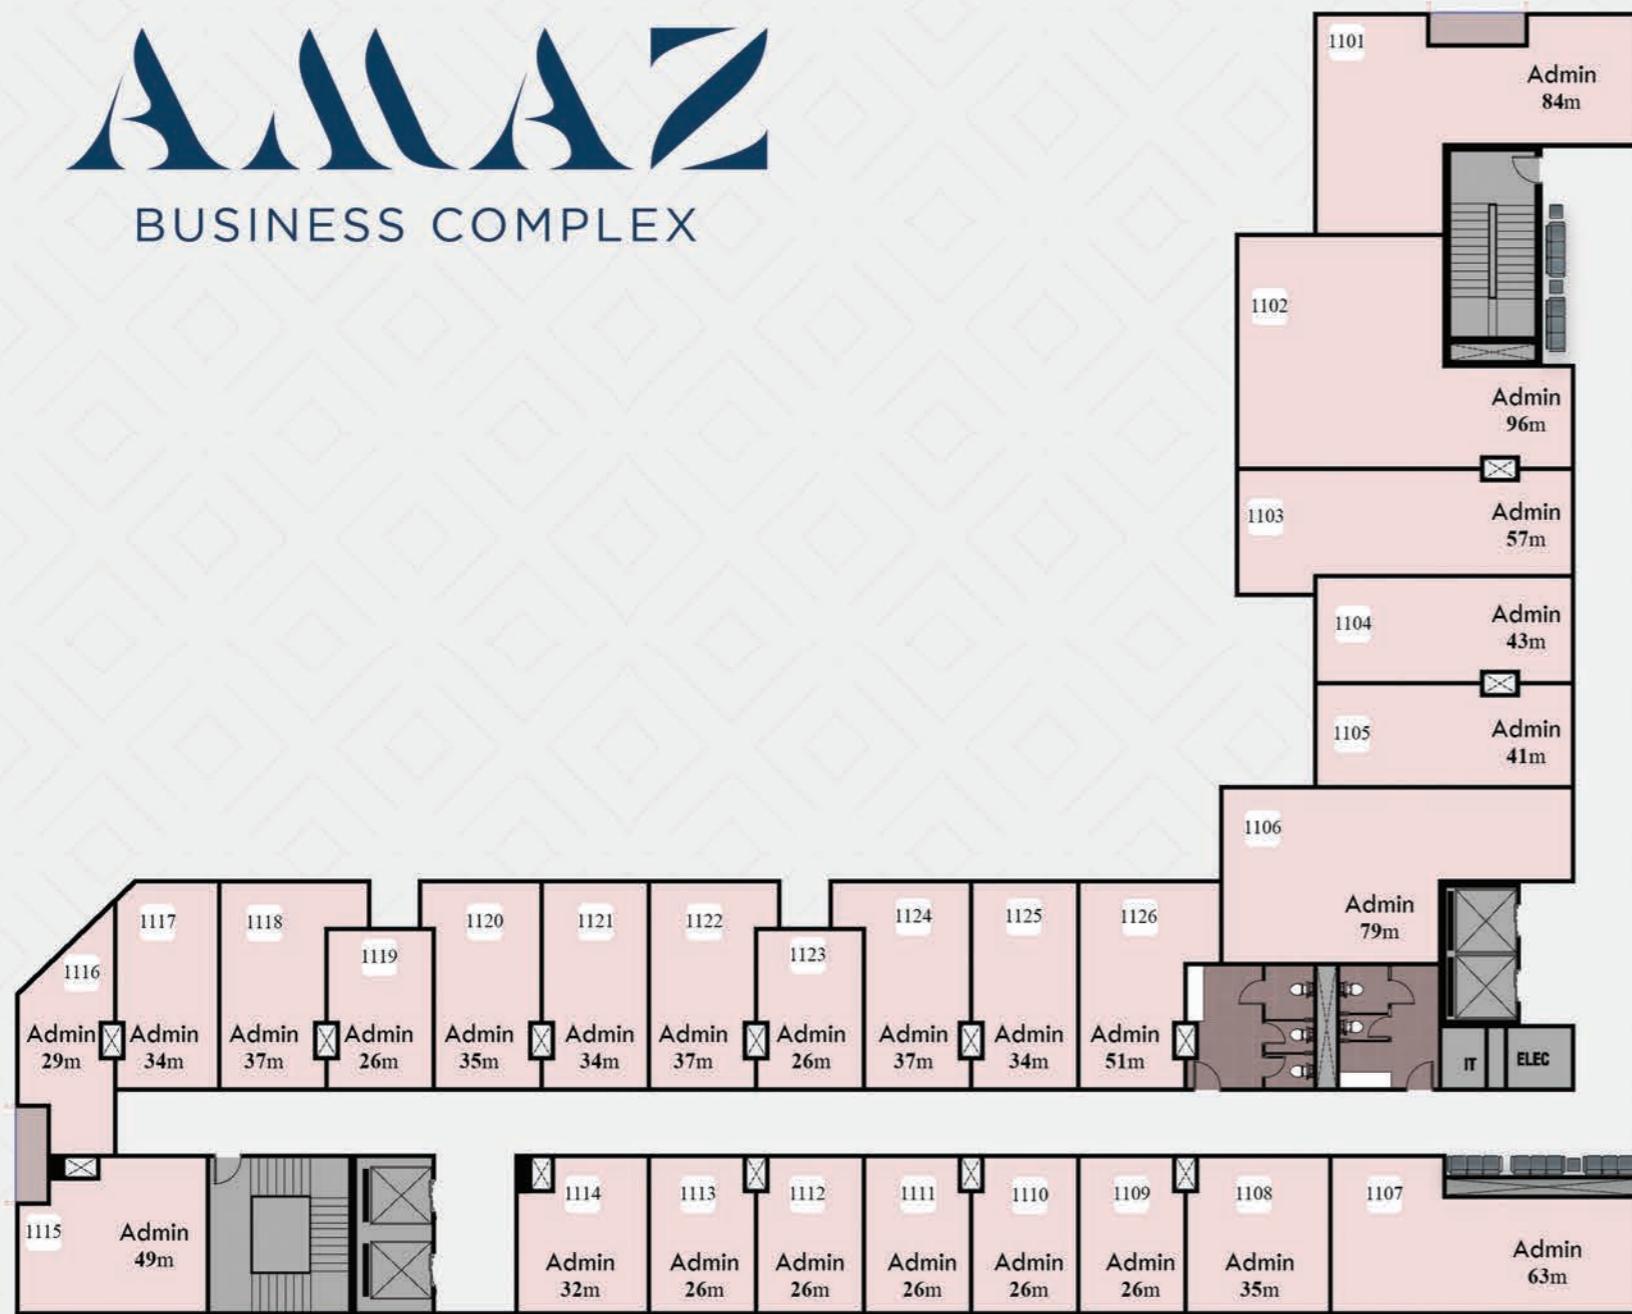 AMAZ
BUSINESS COMPLEX
1101
Admin
84m
1102
Admin
96m
1103
Admin
57m
1104
Admin
43m
1105
Admin
41m
1106
Admin
79m
1116
Admin
29m
1117
Admin
34m
1118
Admin
37m
1119
Admin
26m
1120
Admin
35m
1121
Admin
34m
1122
Admin
37m
1123
Admin
26m
1124
Admin
37m
1125
Admin
34m
1126
Admin
51m
IT
ELEC
1115
Admin
49m
1114
Admin
32m
1113
Admin
26m
1112
Admin
26m
1111
Admin
26m
1110
Admin
26m
1109
Admin
26m
1108
Admin
35m
1107
Admin
63m